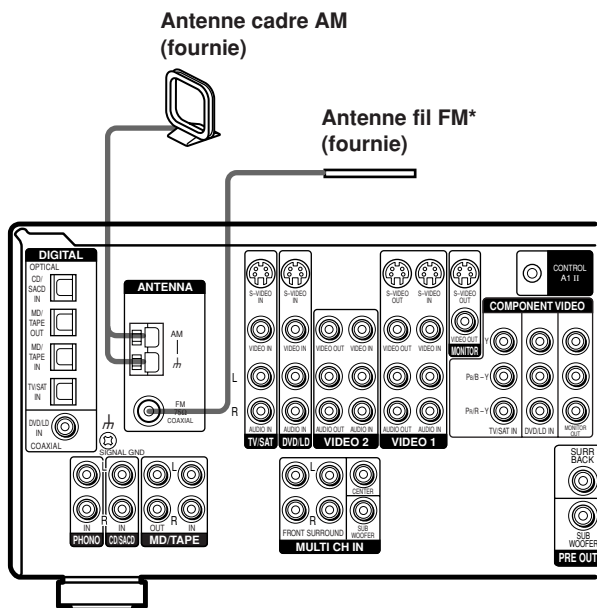 Antenne cadre AM
(fournie)
Antenne fil FM*
(fournie)
DIGITAL
OPTICAL
CD/
SACD
IN
MD/
TAPE
OUT
MD/
TAPE
IN
TV/SAT
IN
DVD/LD
IN
COAXIAL
ANTENNA
AM
FM
75Ω
COAXIAL
SIGNAL GND
L
R
IN
IN
PHONO
CD/SACD
L
R
OUT
IN
MD/TAPE
S-VIDEO
IN
S-VIDEO
IN
S-VIDEO
OUT
S-VIDEO
IN
S-VIDEO
OUT
VIDEO IN
VIDEO IN
VIDEO OUT
VIDEO IN
VIDEO OUT
VIDEO IN
VIDEO OUT
MONITOR
L
R
AUDIO IN
AUDIO IN
AUDIO OUT
AUDIO IN
AUDIO OUT
AUDIO IN
TV/SAT
DVD/LD
VIDEO 2
VIDEO 1
CONTROL
A1 II
COMPONENT VIDEO
Y
PB/B–Y
PR/R–Y
TV/SAT IN
DVD/LD IN
MONITOR
OUT
L
R
FRONT
SURROUND
CENTER
SUB
WOOFER
MULTI CH IN
SURR
BACK
SUB
WOOFER
PRE OUT